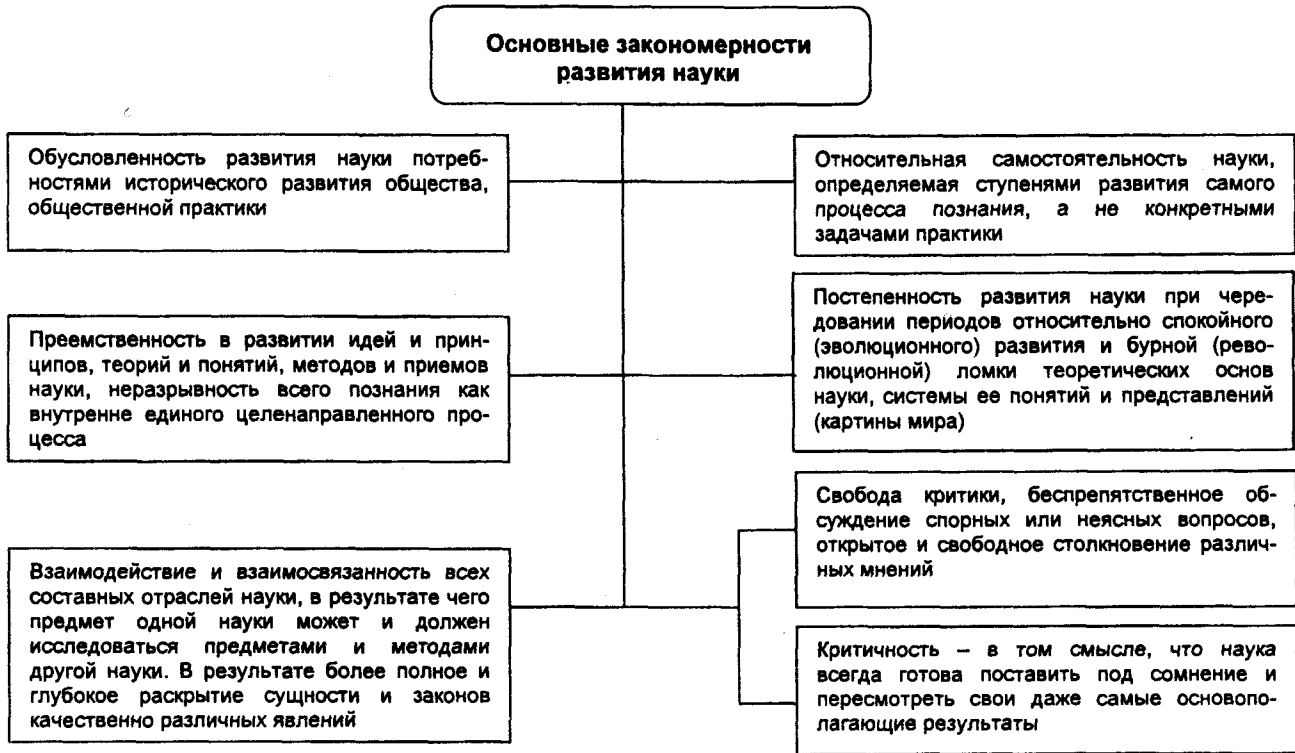 Основные закономерности
развития науки
Обусловленность развития науки потреб-
ностями исторического развития общества,
общественной практики
Относительная самостоятельность науки,
определяемая ступенями развития самого
процесса познания, а не конкретными
задачами практики
Преемственность в развитии идей и прин-
ципов, теорий и понятий, методов и приемов
науки, неразрывность всего познания как
внутренне единого целенаправленного про-
цесса
Постепенность развития науки при чере-
довании периодов относительно спокойного
(эволюционного) развития и бурной (рево-
люционной) ломки теоретических основ
науки, системы ее понятий и представлений
(картины мира)
Взаимодействие и взаимосвязанность всех
составных отраслей науки, в результате чего
предмет одной науки может и должен
исследоваться предметами и методами
другой науки. В результате более полное и
глубокое раскрытие сущности и законов
качественно различных явлений
Свобода критики, беспрепятственное об-
суждение спорных или неясных вопросов,
открытое и свободное столкновение различ-
ных мнений
Критичность – в том смысле, что наука
всегда готова поставить под сомнение и
пересмотреть свои даже самые основопо-
лагающие результаты